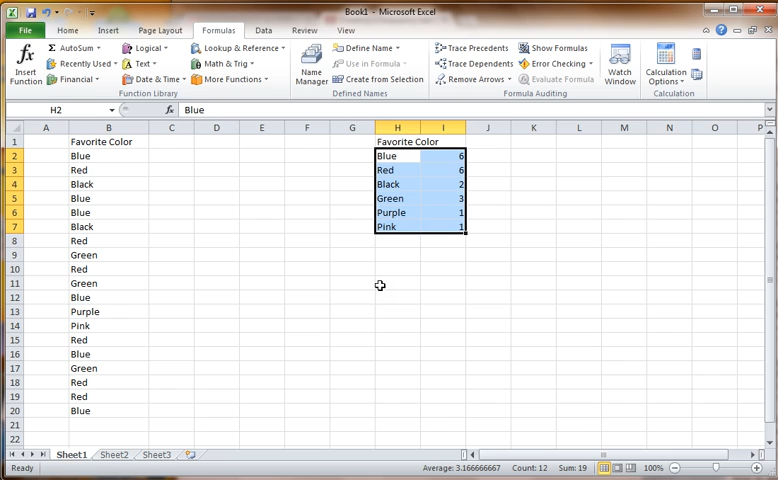 Book1 - Microsoft Excel
File Home Insert Page Layout Formulas Data Review View
fx Insert Function
Σ AutoSum
Recently Used
Financial
Logical
Text
Date & Time
Lookup & Reference
Math & Trig
More Functions
Function Library
Name Manager
Define Name
Use in Formula
Create from Selection
Defined Names
Trace Precedents
Trace Dependents
Remove Arrows
Show Formulas
Error Checking
Evaluate Formula
Formula Auditing
Watch Window
Calculation Options
Calculation
H2 fx Blue
A B C D E F G H I J K L M N O P
1 Favorite Color Favorite Color
2 Blue Blue 6
3 Red Red 6
4 Black Black 2
5 Blue Green 3
6 Blue Purple 1
7 Black Pink 1
8 Red
9 Green
10 Red
11 Green
12 Blue
13 Purple
14 Pink
15 Red
16 Blue
17 Green
18 Red
19 Red
20 Blue
21
22
Sheet1 Sheet2 Sheet3
Ready Average: 3.166666667 Count: 12 Sum: 19 100%